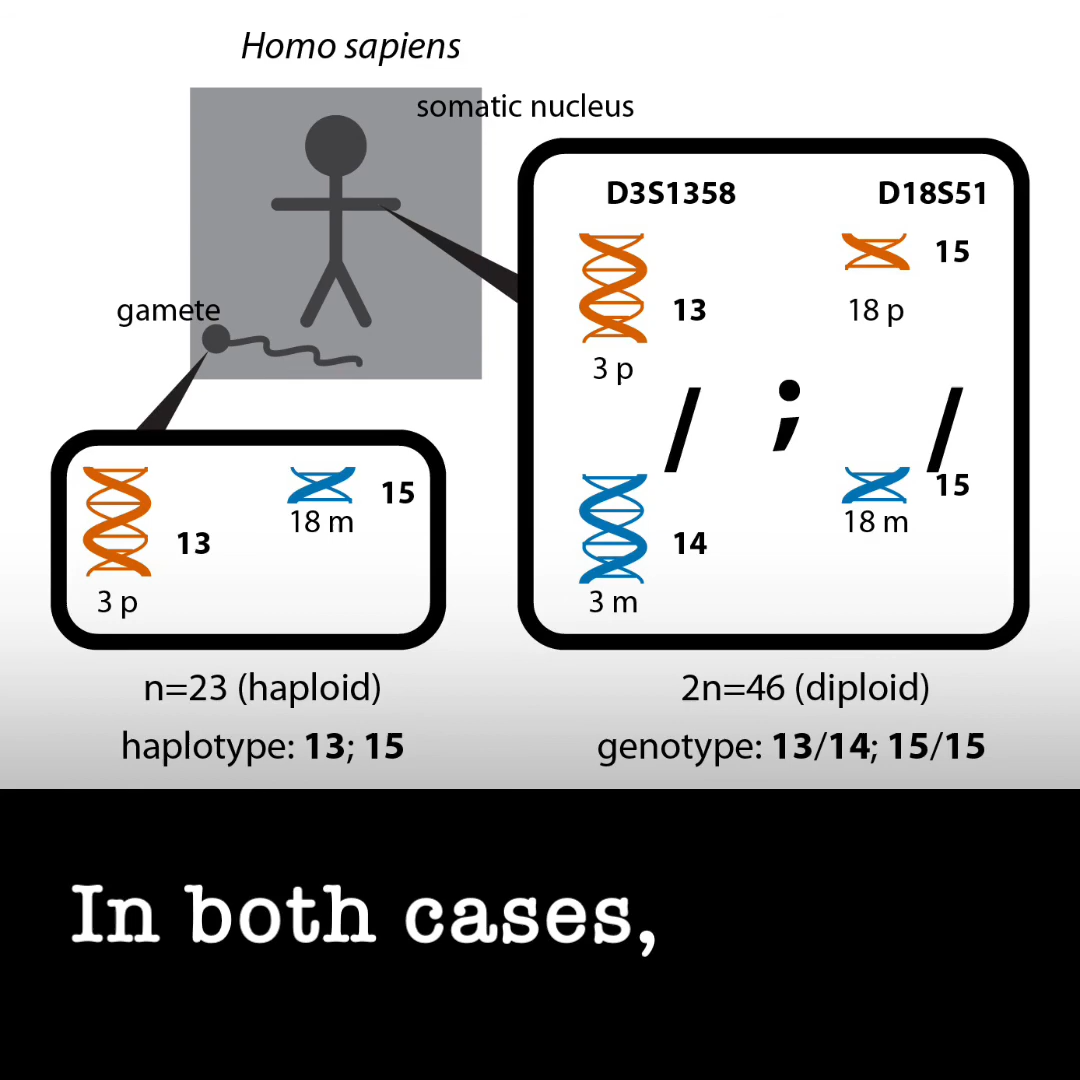 Homo sapiens
somatic nucleus
gamete
D3S1358
D18S51
13
3 p
15
18 p
/ ; /
14
3 m
15
18 m
13
3 p
15
18 m
n=23 (haploid)
haplotype: 13; 15
2n=46 (diploid)
genotype: 13/14; 15/15
In both cases,